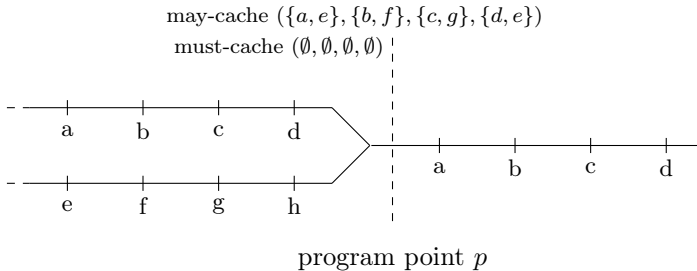 may-cache ({a, e}, {b, f}, {c, g}, {d, e})
must-cache (∅, ∅, ∅, ∅)
a b c d
a b c d
e f g h
program point p